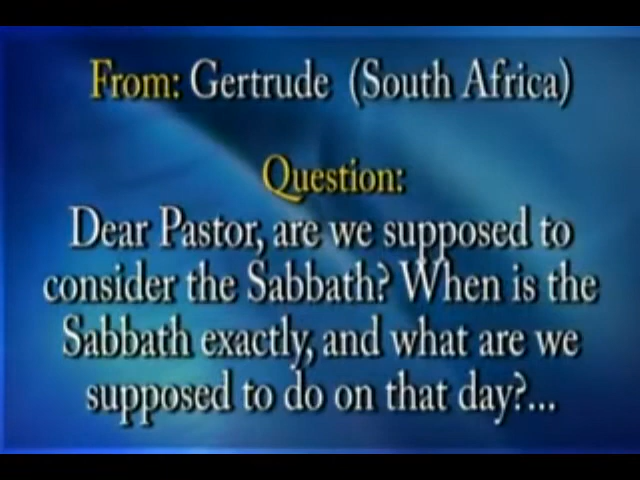 From: Gertrude (South Africa)
Question:
Dear Pastor, are we supposed to
consider the Sabbath? When is the
Sabbath exactly, and what are we
supposed to do on that day?...